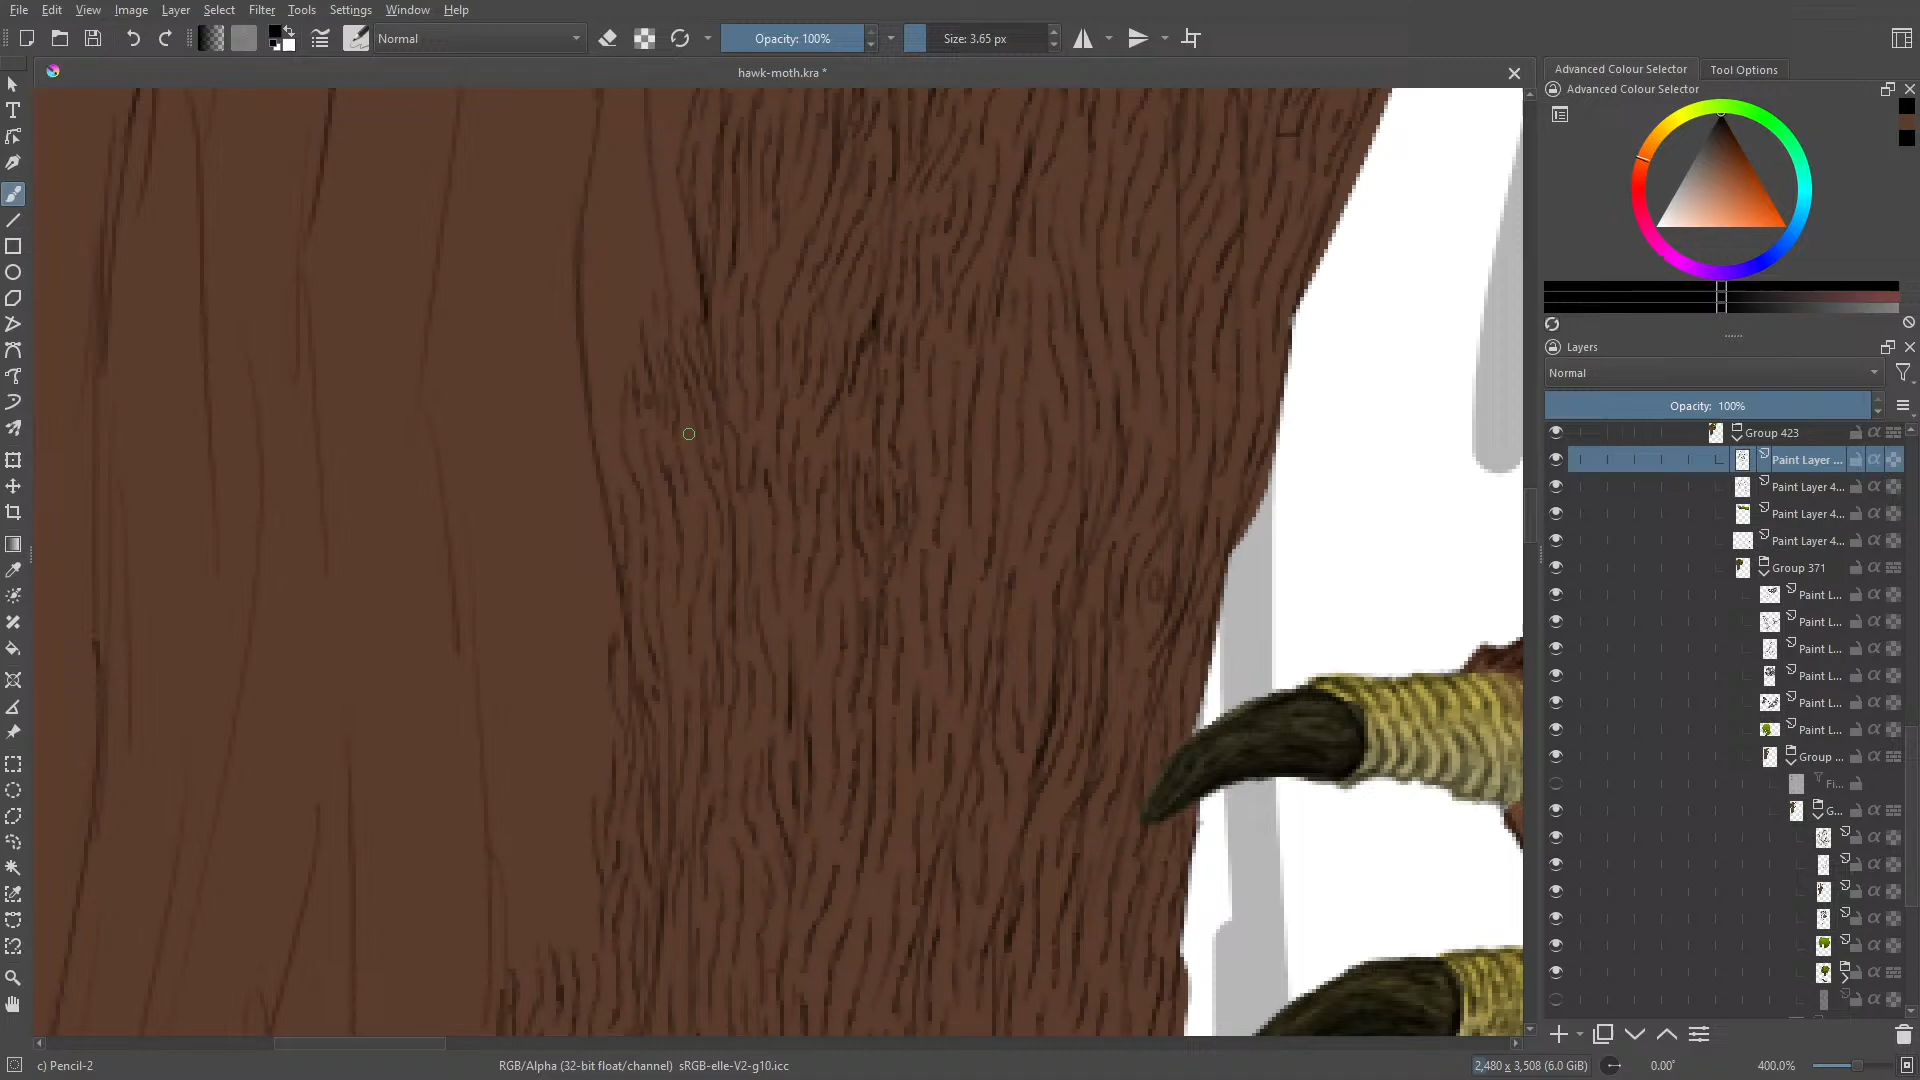 File Edit View Image Layer Select Filter Tools Settings Window Help
Normal
Opacity: 100%
Size: 3.65 px
hawk-moth.kra *
Advanced Colour Selector
Tool Options
Advanced Colour Selector
Layers
Normal
Opacity: 100%
Group 423
Paint Layer ...
Paint Layer 4...
Paint Layer 4...
Paint Layer 4...
Group 371
Paint L...
Paint L...
Paint L...
Paint L...
Paint L...
Paint L...
Group ...
Fi...
G...
c) Pencil-2
RGB/Alpha (32-bit float/channel) sRGB-elle-V2-g10.icc
2,480 x 3,508 (6.0 GiB)
0.00°
400.0%